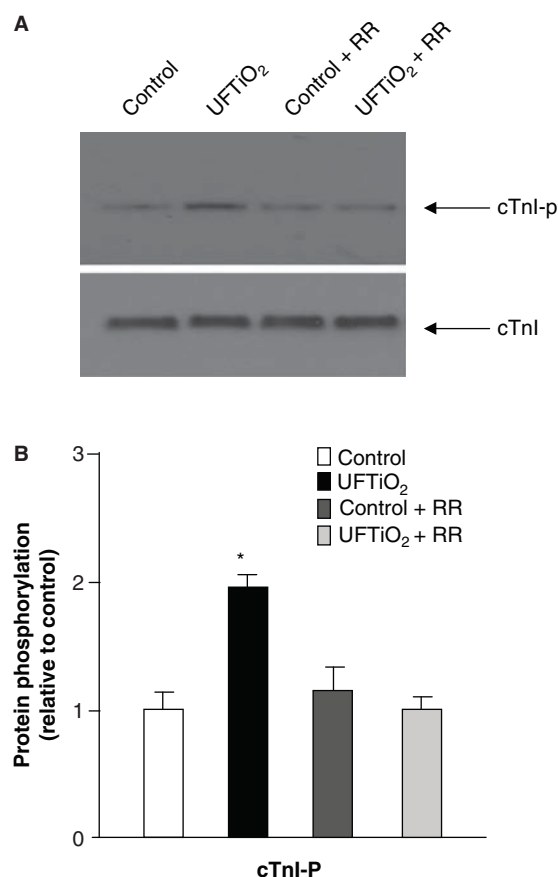 A
Control
UFTiO₂
Control + RR
UFTiO₂ + RR
cTnI-p
cTnI
B
Protein phosphorylation
(relative to control)
3
2
1
0
*
Control
UFTiO₂
Control + RR
UFTiO₂ + RR
cTnI-P